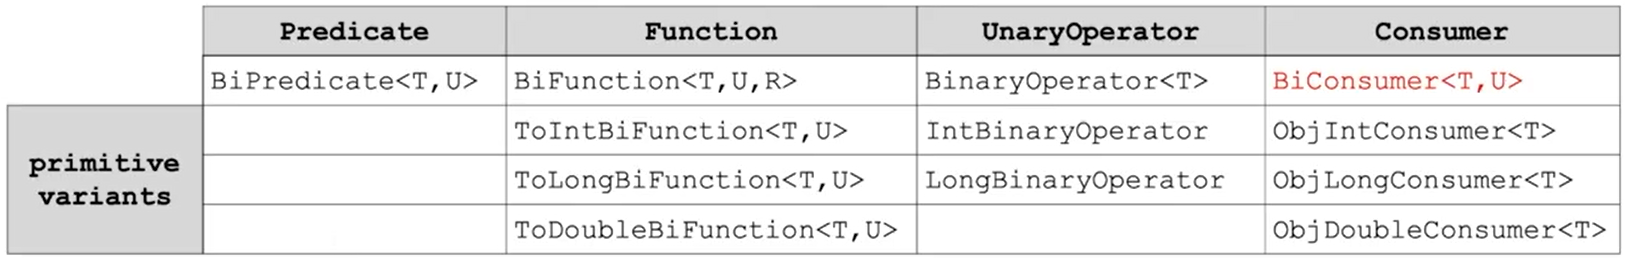 Predicate Function UnaryOperator Consumer
BiPredicate<T,U> BiFunction<T,U,R> BinaryOperator<T> BiConsumer<T,U>
primitive variants
ToIntBiFunction<T,U> IntBinaryOperator ObjIntConsumer<T>
ToLongBiFunction<T,U> LongBinaryOperator ObjLongConsumer<T>
ToDoubleBiFunction<T,U> ObjDoubleConsumer<T>